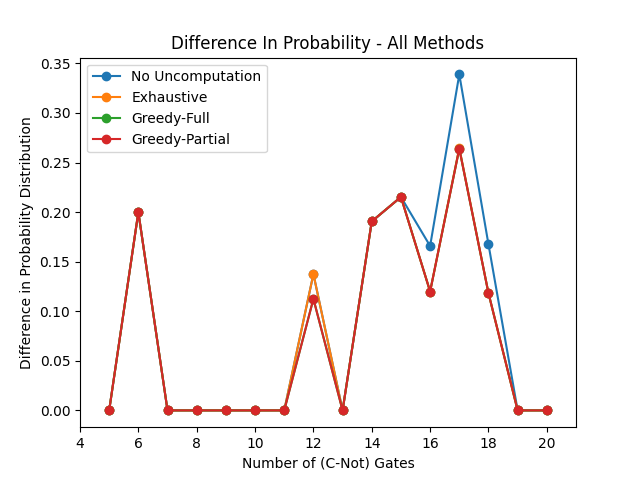 Difference In Probability - All Methods
No Uncomputation
Exhaustive
Greedy-Full
Greedy-Partial
Difference in Probability Distribution
0.35
0.30
0.25
0.20
0.15
0.10
0.05
0.00
4 6 8 10 12 14 16 18 20
Number of (C-Not) Gates